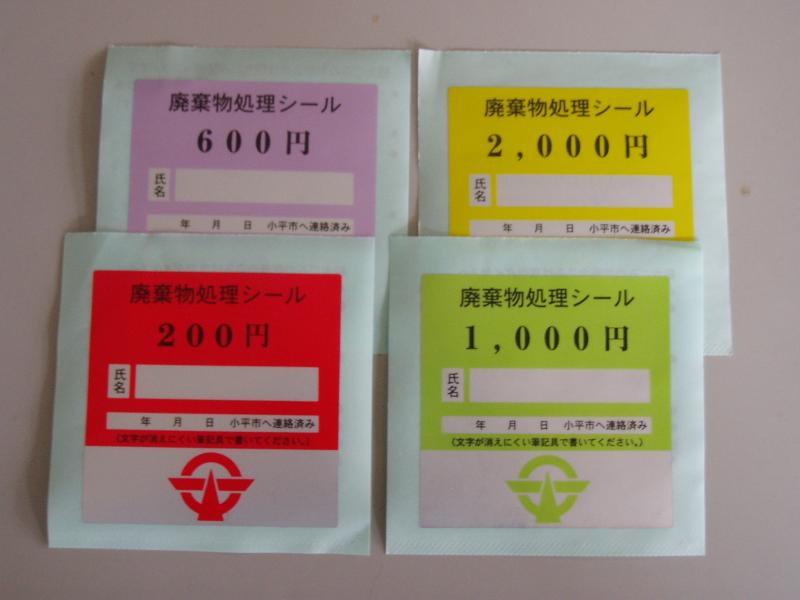 廃棄物処理シール
600円
氏名
年 月 日 小平市へ連絡済み
廃棄物処理シール
2,000円
氏名
年 月 日 小平市へ連絡済み
廃棄物処理シール
200円
氏名
年 月 日 小平市へ連絡済み
(文字が消えにくい筆記具で書いてください。)
廃棄物処理シール
1,000円
氏名
年 月 日 小平市へ連絡済み
(文字が消えにくい筆記具で書いてください。)